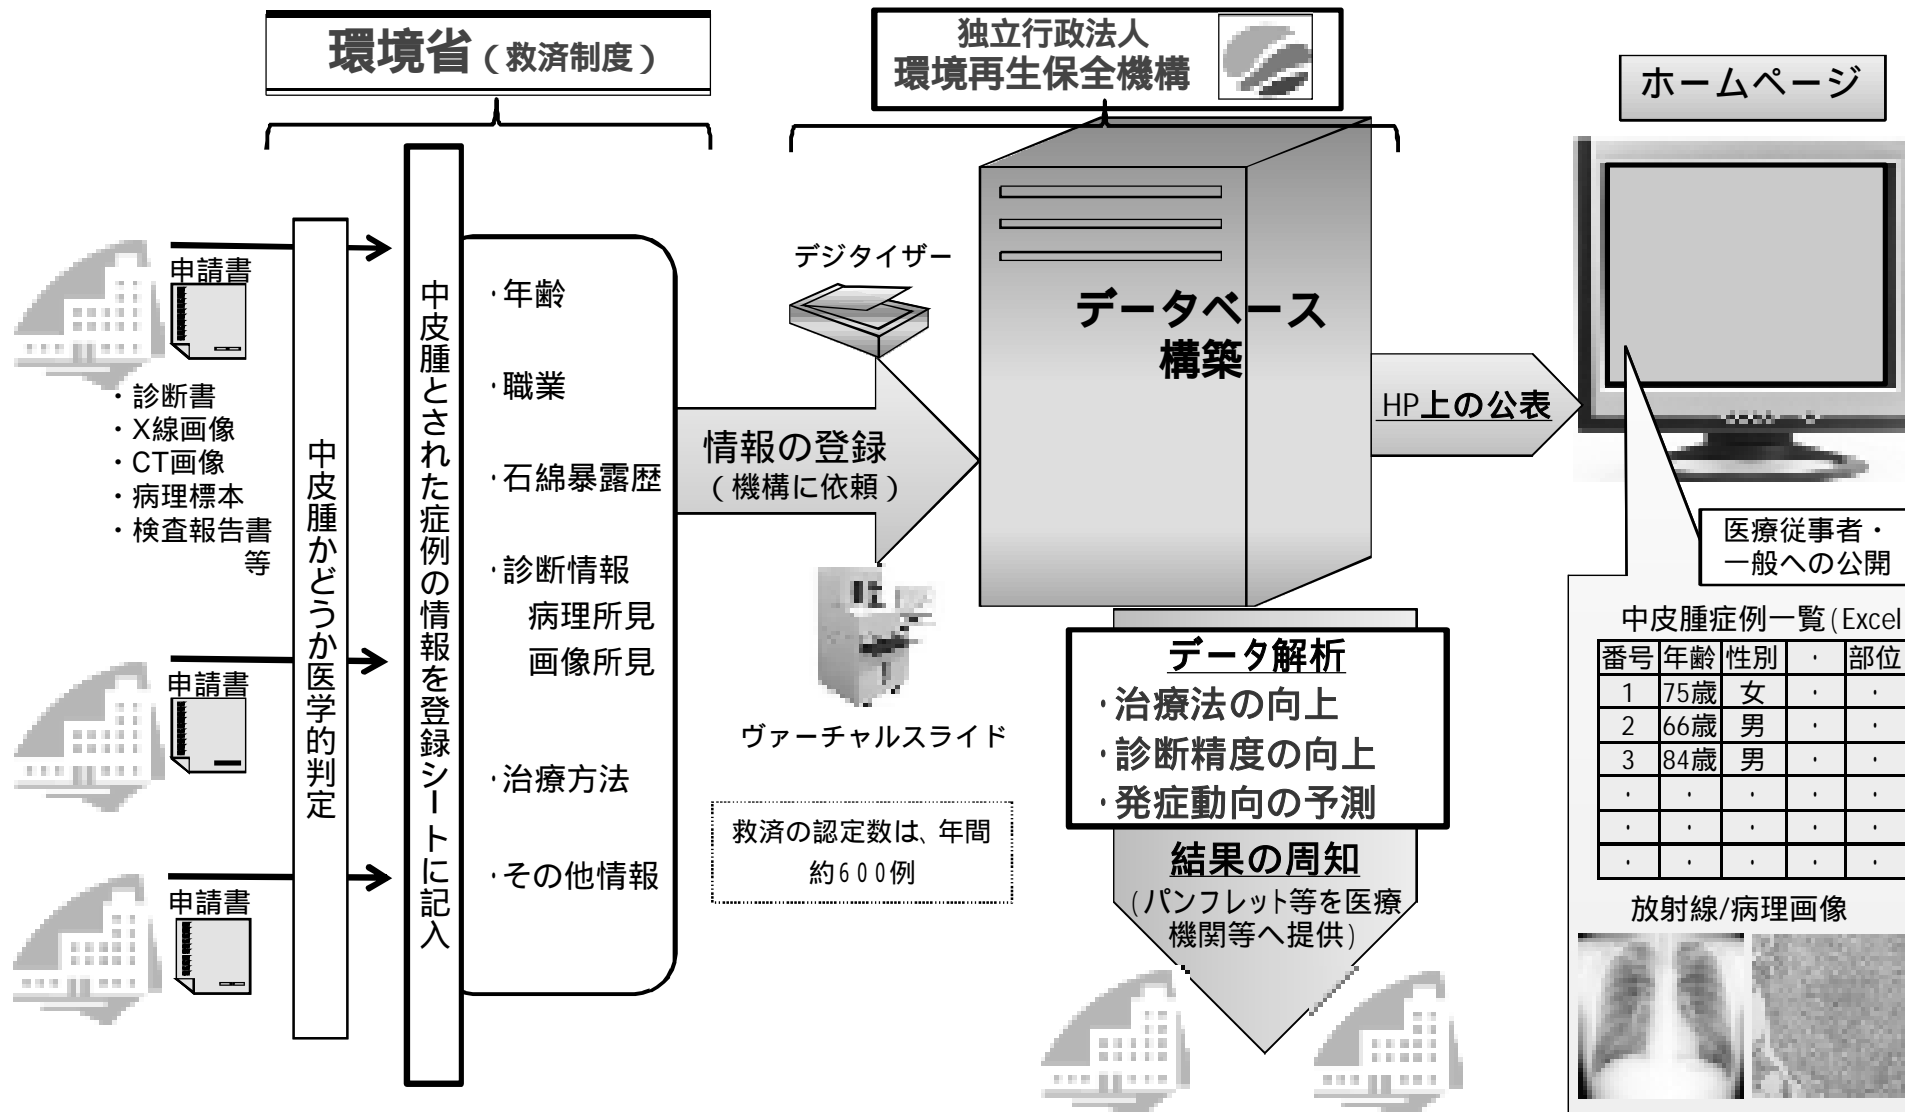 環境省(救済制度)
独立行政法人
環境再生保全機構
ホームページ
申請書
・診断書
・X線画像
・CT画像
・病理標本
・検査報告書
等
申請書
申請書
中皮腫かどうか医学的判定
中皮腫とされた症例の情報を登録シートに記入
・年齢
・職業
・石綿暴露歴
・診断情報
病理所見
画像所見
・治療方法
・その他情報
デジタイザー
情報の登録
(機構に依頼)
ヴァーチャルスライド
救済の認定数は、年間
約600例
データベース
構築
HP上の公表
データ解析
・治療法の向上
・診断精度の向上
・発症動向の予測
結果の周知
(パンフレット等を医療
機関等へ提供)
医療従事者・
一般への公開
中皮腫症例一覧(Excel
番号 年齢 性別 ・ 部位
1 75歳 女 ・ ・
2 66歳 男 ・ ・
3 84歳 男 ・ ・
・ ・ ・ ・ ・
・ ・ ・ ・ ・
・ ・ ・ ・ ・
放射線/病理画像